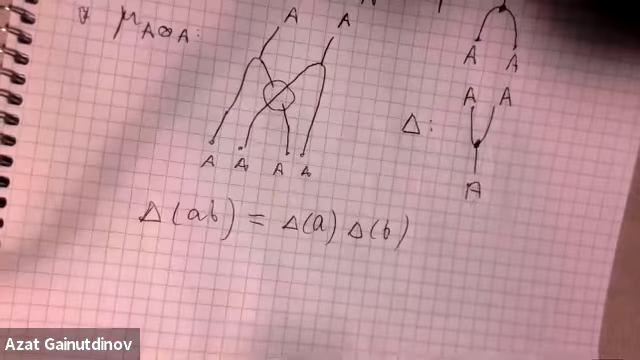 μ_{A⊗A}:
A A
A A
A A
Δ:
A
A A A A
Δ(ab) = Δ(a) Δ(b)
Azat Gainutdinov